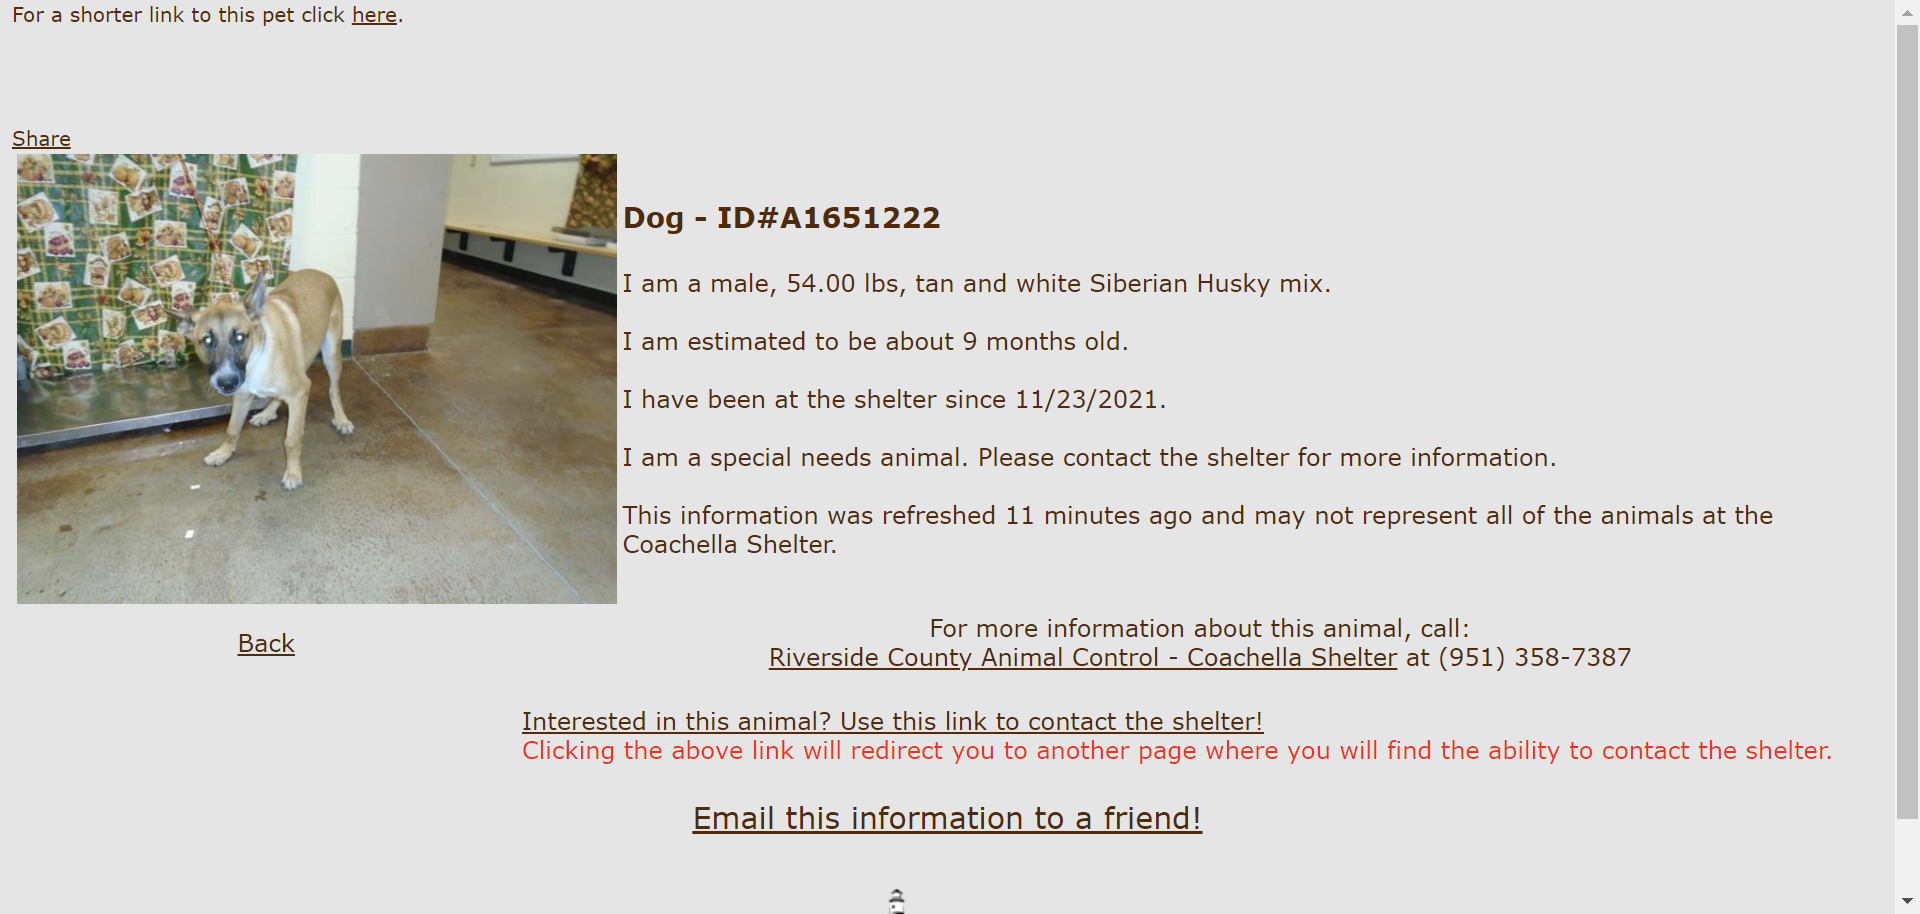 For a shorter link to this pet click here.
Share
Dog - ID#A1651222
I am a male, 54.00 lbs, tan and white Siberian Husky mix.
I am estimated to be about 9 months old.
I have been at the shelter since 11/23/2021.
I am a special needs animal. Please contact the shelter for more information.
This information was refreshed 11 minutes ago and may not represent all of the animals at the
Coachella Shelter.
Back
For more information about this animal, call:
Riverside County Animal Control - Coachella Shelter at (951) 358-7387
Interested in this animal? Use this link to contact the shelter!
Clicking the above link will redirect you to another page where you will find the ability to contact the shelter.
Email this information to a friend!